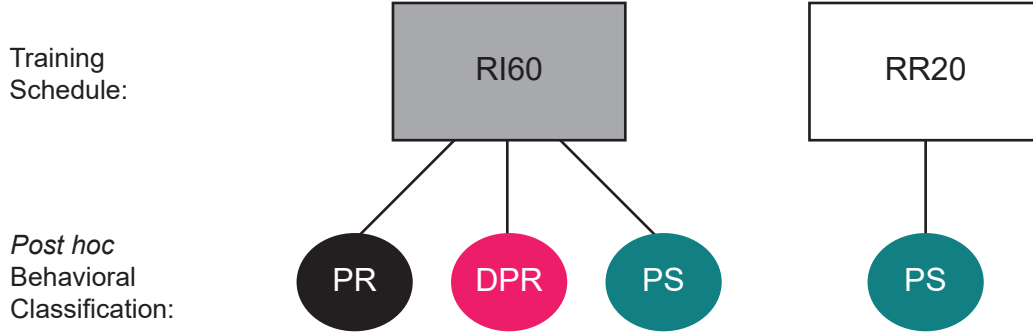 Training
Schedule:
RI60
RR20
Post hoc
Behavioral
Classification:
PR
DPR
PS
PS